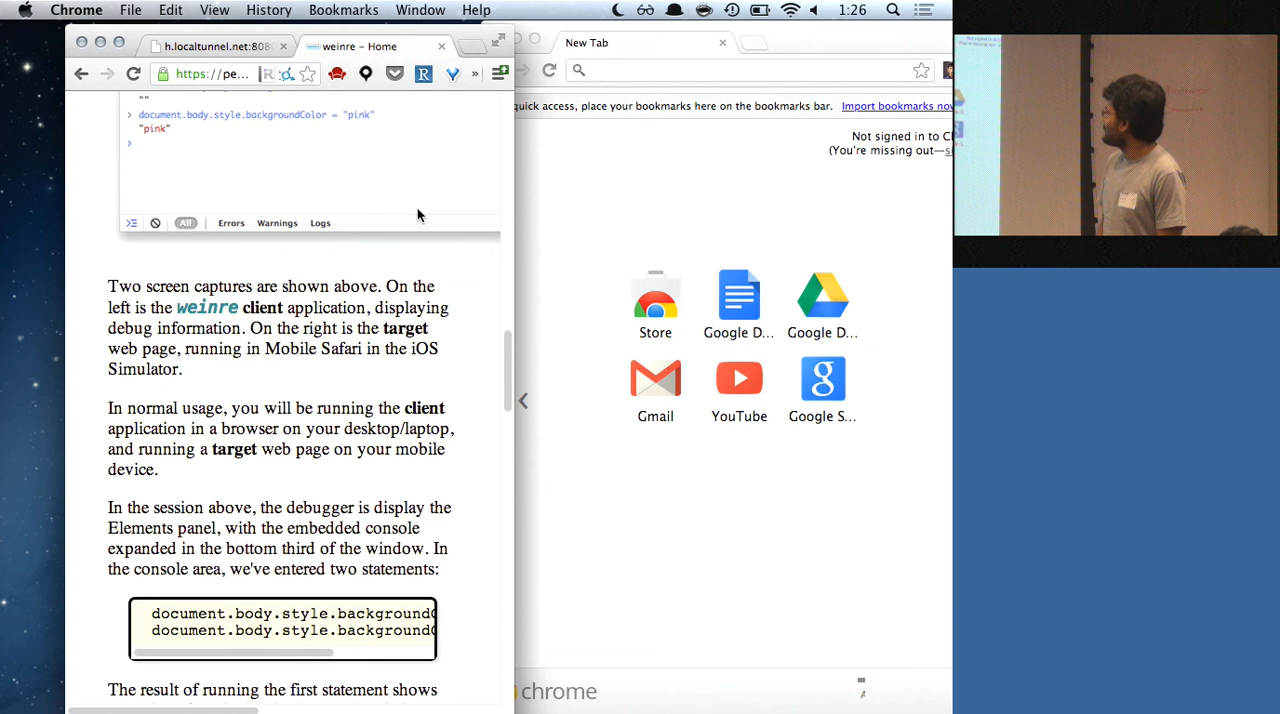 Chrome File Edit View History Bookmarks Window Help 1:26
h.localtunnel.net:808
weinre – Home
New Tab
https://pe...
quick access, place your bookmarks here on the bookmarks bar. Import bookmarks now
""
document.body.style.backgroundColor = "pink"
"pink"
All Errors Warnings Logs
Not signed in to C
(You're missing out—s
Two screen captures are shown above. On the
left is the weinre client application, displaying
debug information. On the right is the target
web page, running in Mobile Safari in the iOS
Simulator.
In normal usage, you will be running the client
application in a browser on your desktop/laptop,
and running a target web page on your mobile
device.
In the session above, the debugger is display the
Elements panel, with the embedded console
expanded in the bottom third of the window. In
the console area, we've entered two statements:
document.body.style.background
document.body.style.background
The result of running the first statement shows
Store Google D... Google D...
Gmail YouTube Google S...
chrome